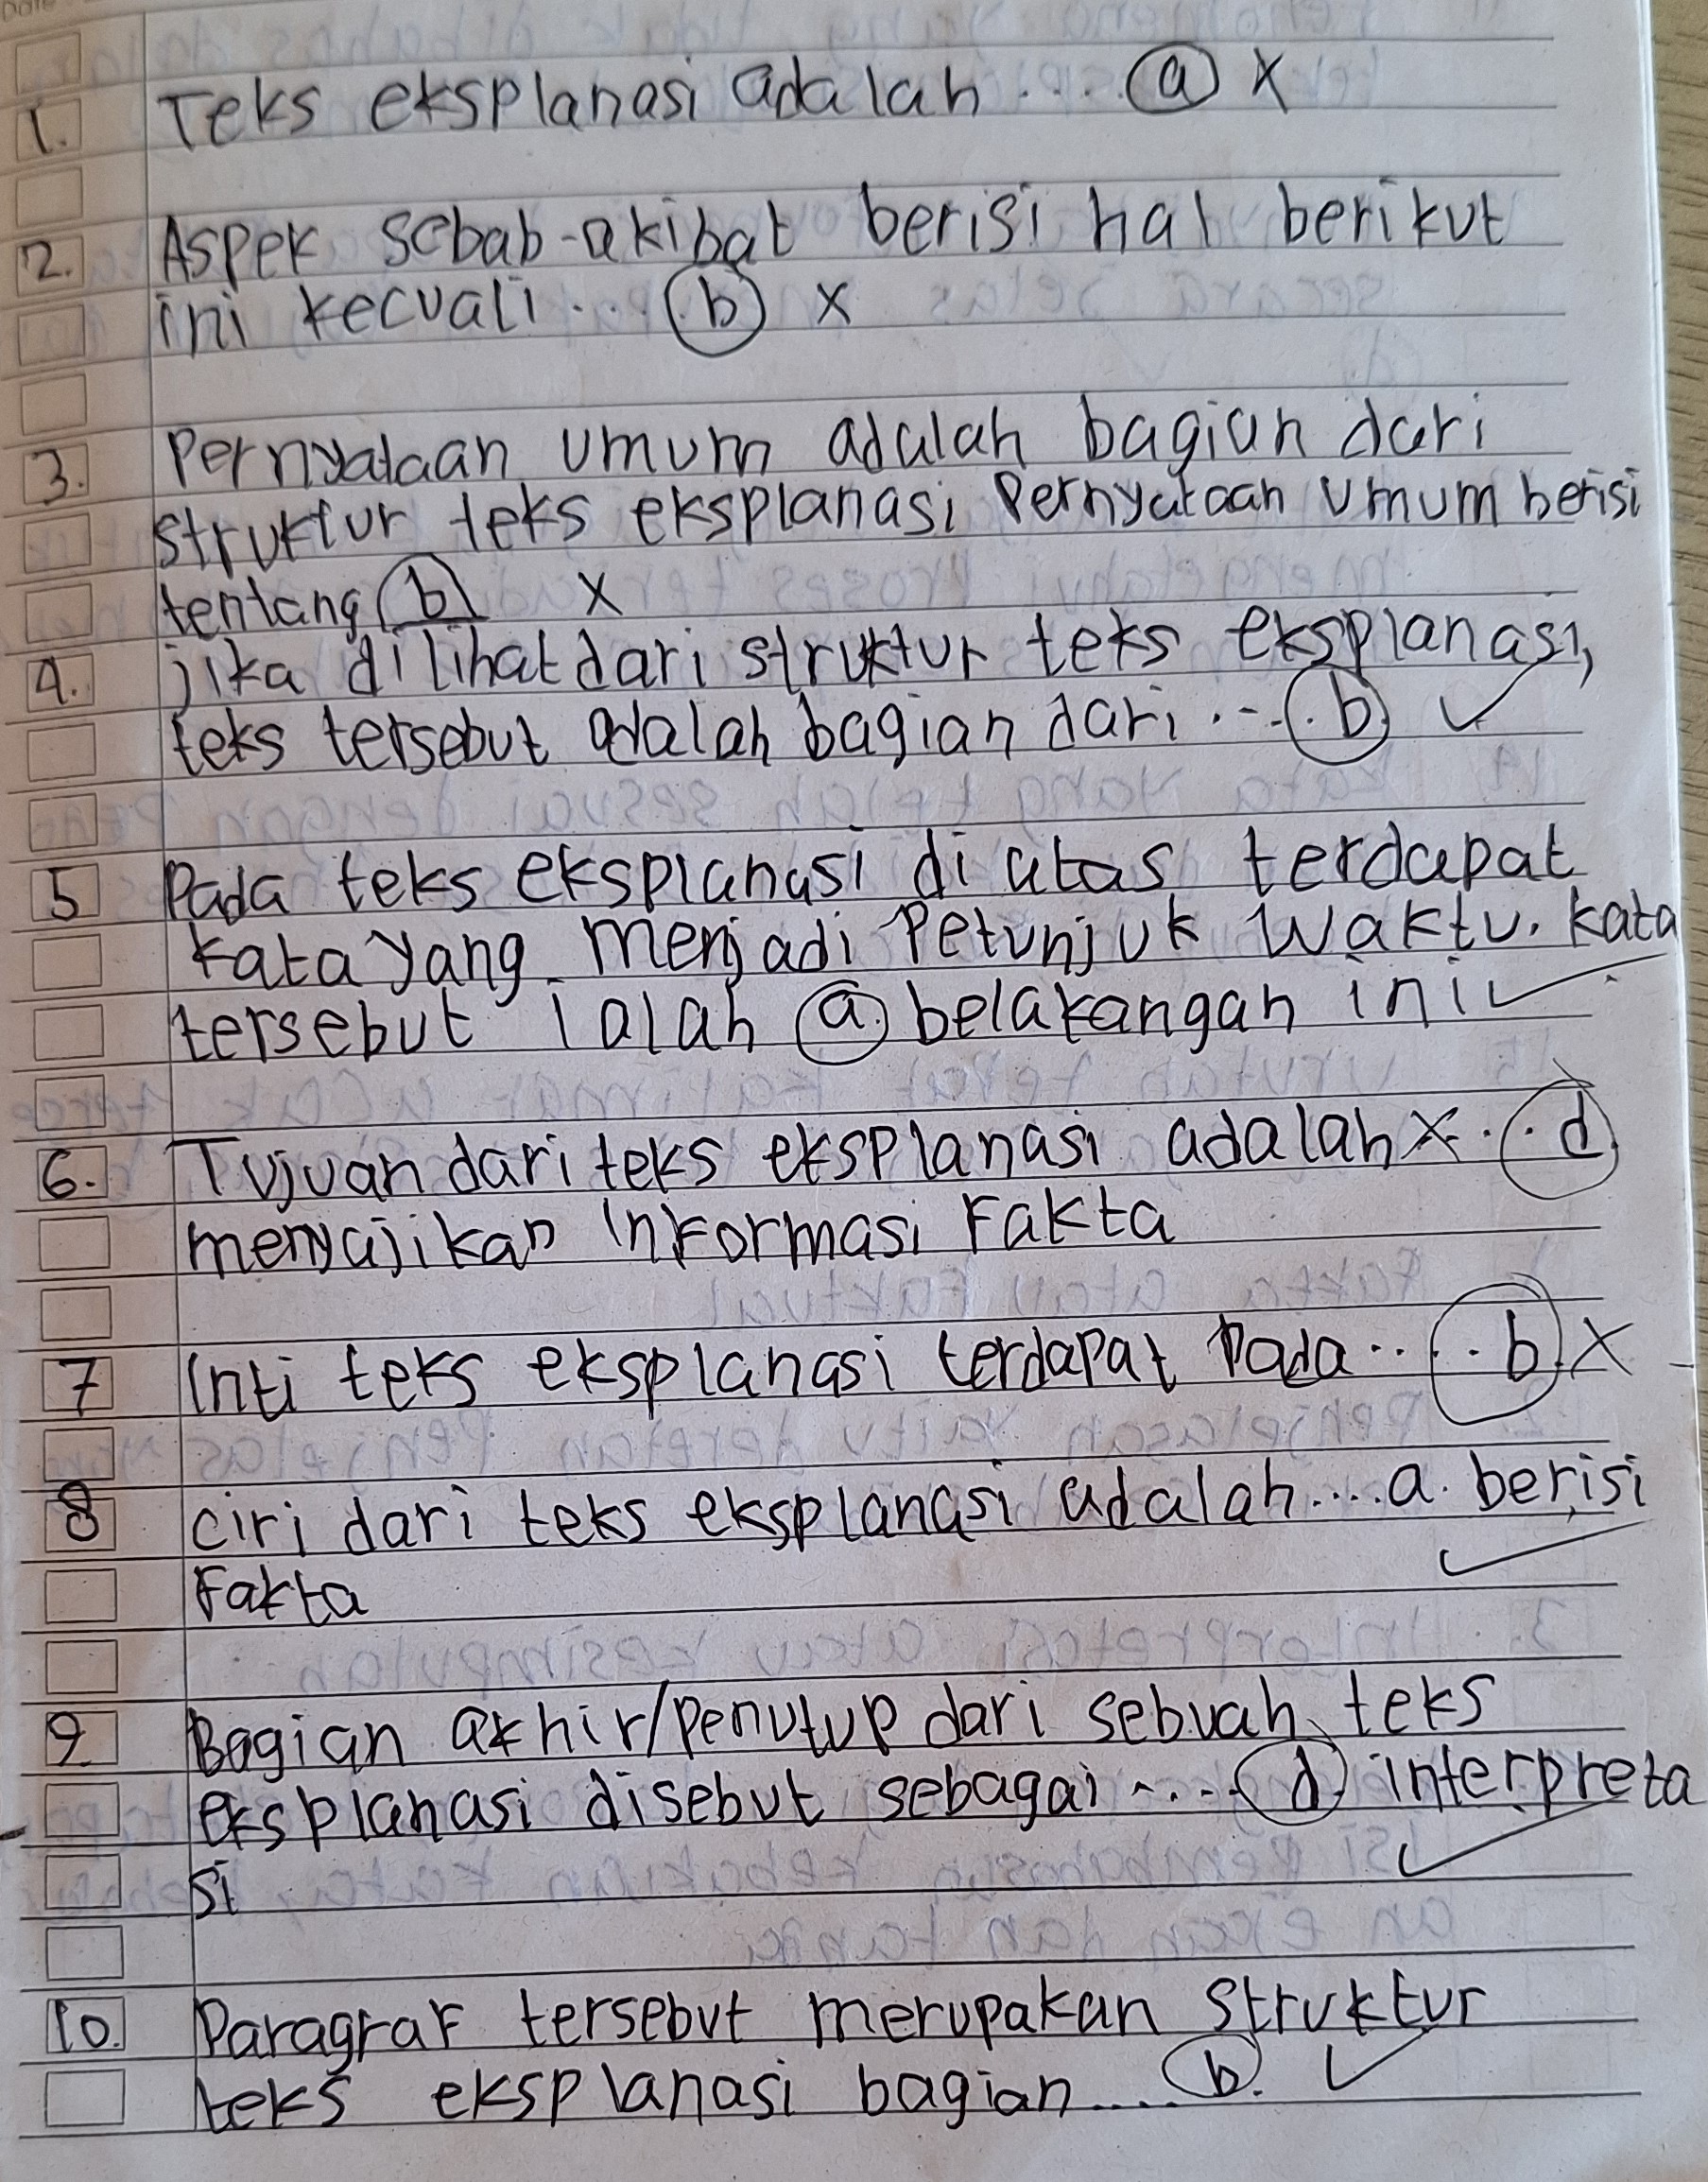 Date
1. Teks eksplanasi adalah.... a X
2. Aspek sebab-akibat berisi hal berikut
ini kecuali... b X
3. Pernyataan umum adalah bagian dari
struktur teks eksplanasi Pernyataan umum berisi
tentang b X
4. jika dilihat dari struktur teks eksplanasi,
teks tersebut adalah bagian dari .... b. ✓
5 Pada teks eksplanasi di atas terdapat
kata yang menjadi Petunjuk waktu. kata
tersebut ialah a. belakangan ini ✓
6. Tujuan dari teks eksplanasi adalah X .. d.
menyajikan informasi Fakta
7 Inti teks eksplanasi terdapat Pada.... b. X
8 ciri dari teks eksplanasi adalah.... a. berisi
Fakta ✓
9. Bagian akhir/Penutup dari sebuah teks
eksplanasi disebut sebagai .... d. interpreta
si ✓
10. Paragraf tersebut merupakan struktur
teks eksplanasi bagian.... b. ✓